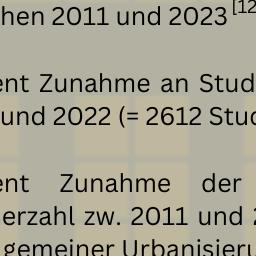 hen 2011 und 2023 [12
ent Zunahme an Stud
und 2022 (= 2612 Stud
ent Zunahme der
erzahl zw. 2011 und 2
gemeiner Urbanisieru